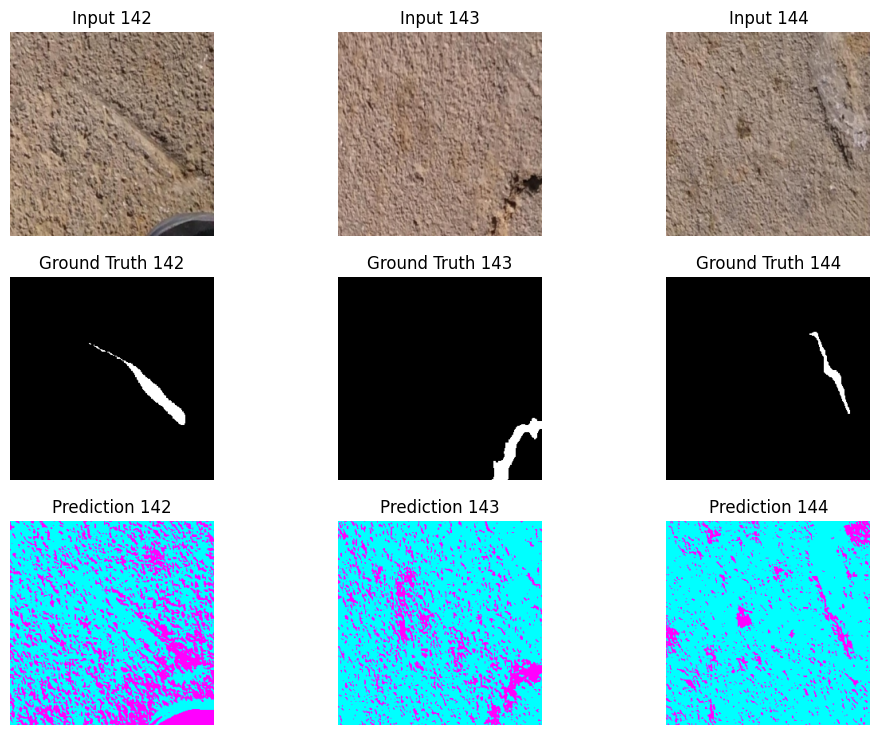 Input 142
Input 143
Input 144
Ground Truth 142
Ground Truth 143
Ground Truth 144
Prediction 142
Prediction 143
Prediction 144